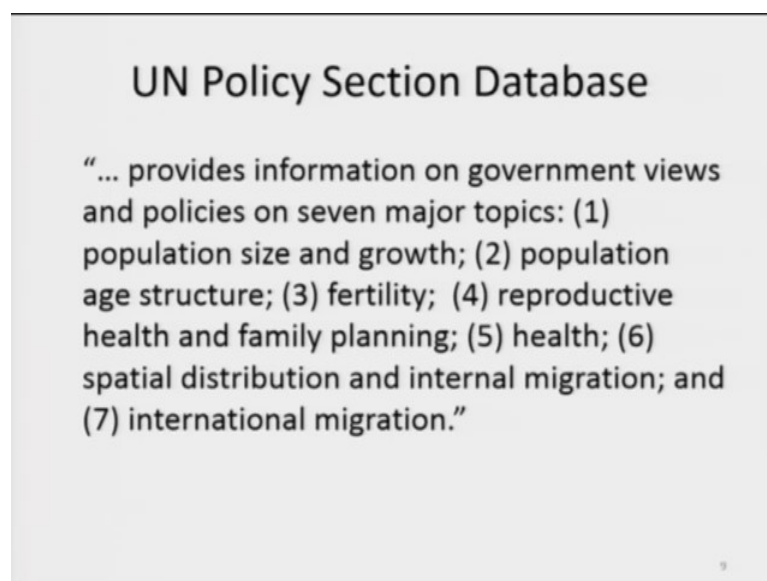 UN Policy Section Database
“... provides information on government views
and policies on seven major topics: (1)
population size and growth; (2) population
age structure; (3) fertility;  (4) reproductive
health and family planning; (5) health; (6)
spatial distribution and internal migration; and
(7) international migration.”
9